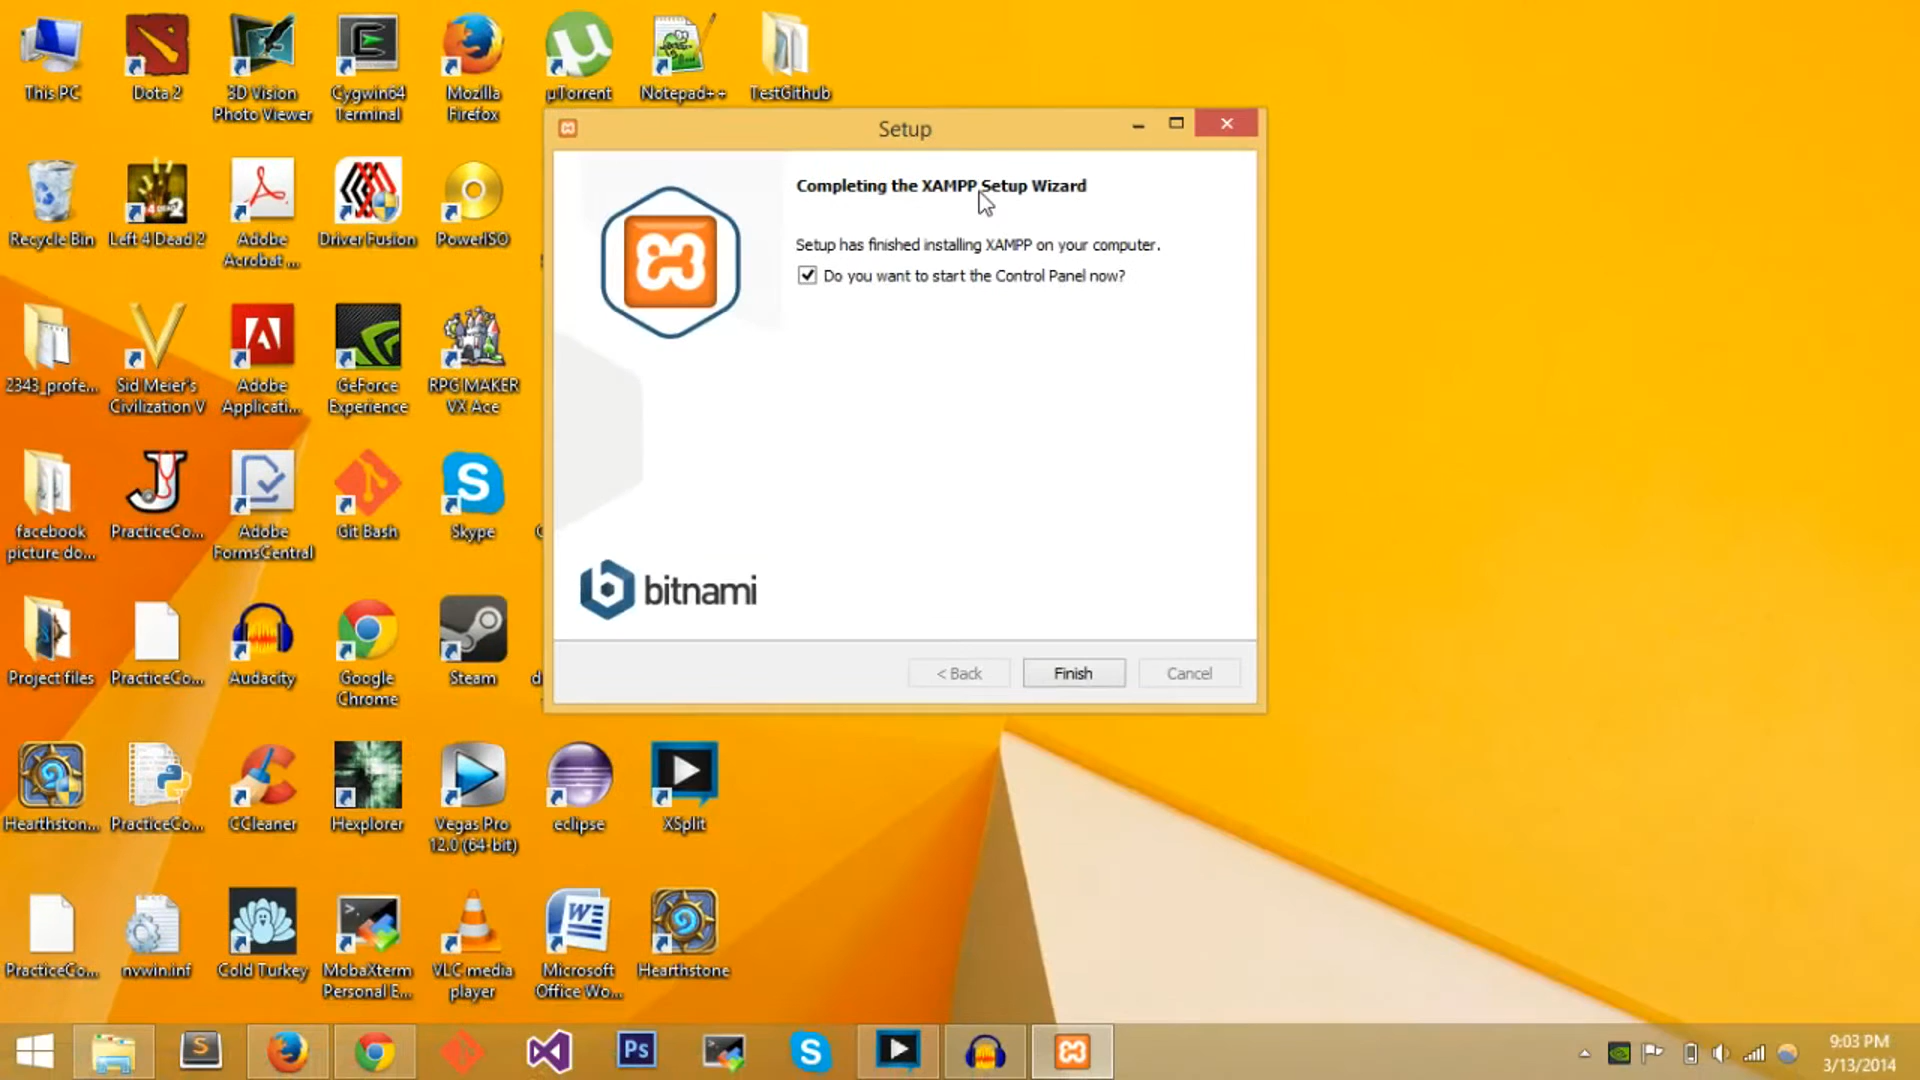 This PC
Dota 2
3D Vision
Photo Viewer
Cygwin64
Terminal
Mozilla
Firefox
µTorrent
Notepad++
TestGithub
Recycle Bin
Left 4 Dead 2
Adobe
Acrobat ...
Driver Fusion
PowerISO
2343_profe...
Sid Meier's
Civilization V
Adobe
Applicati...
GeForce
Experience
RPG MAKER
VX Ace
facebook
picture do...
PracticeCo...
Adobe
FormsCentral
Git Bash
Skype
Project files
PracticeCo...
Audacity
Google
Chrome
Steam
Hearthston...
PracticeCo...
CCleaner
Hexplorer
Vegas Pro
12.0 (64-bit)
eclipse
XSplit
PracticeCo...
nvwin.inf
Cold Turkey
MobaXterm
Personal E...
VLC media
player
Microsoft
Office Wo...
Hearthstone
Setup
Completing the XAMPP Setup Wizard
Setup has finished installing XAMPP on your computer.
Do you want to start the Control Panel now?
bitnami
< Back
Finish
Cancel
Ps
9:03 PM
3/13/2014